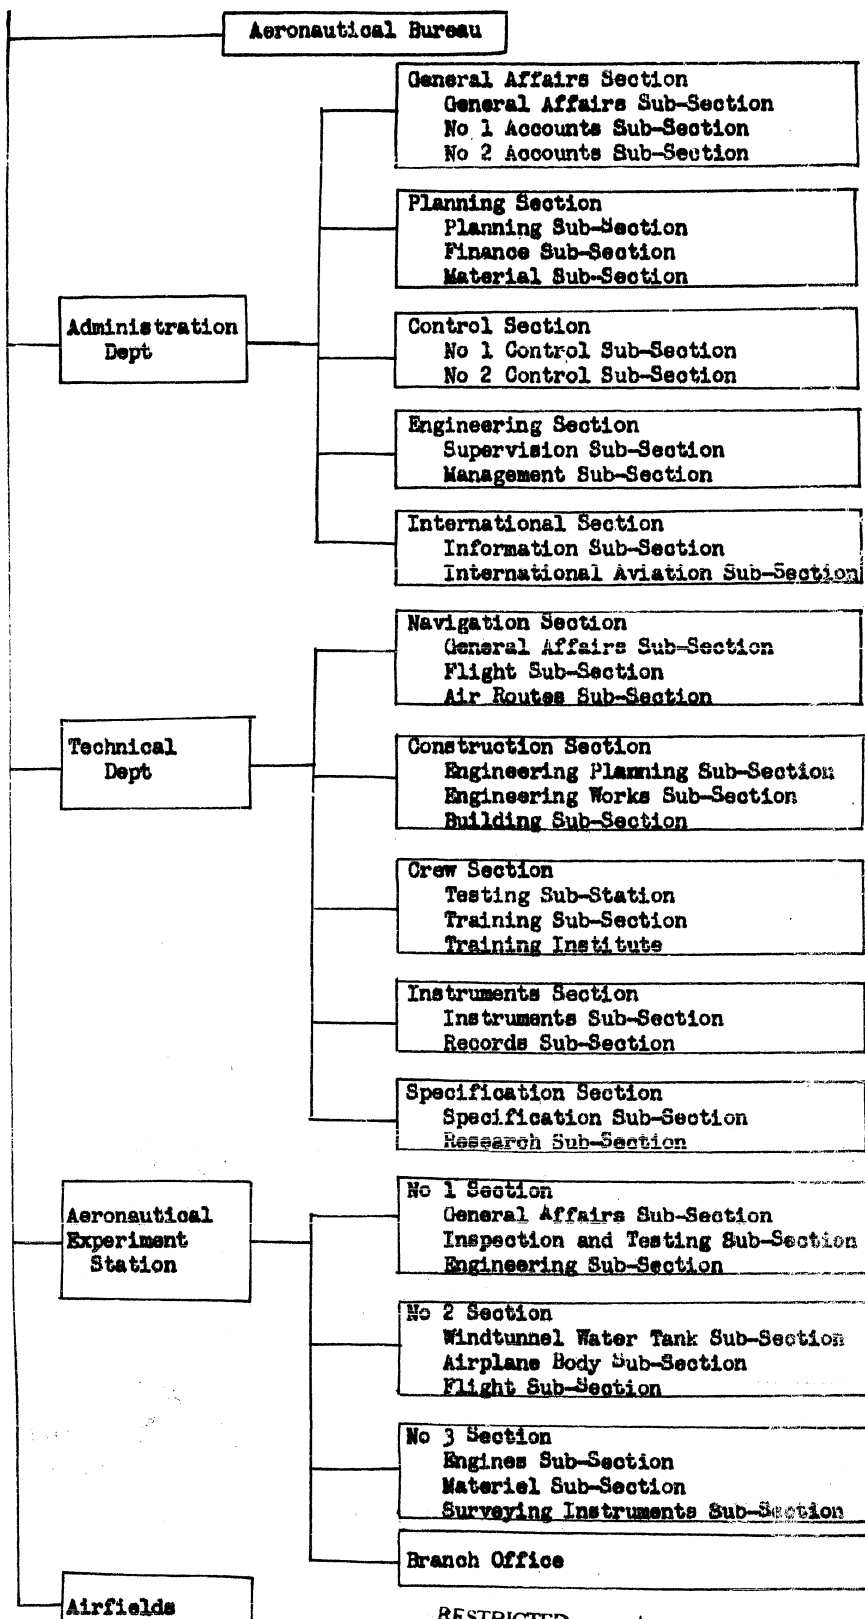 Aeronautical Bureau
General Affairs Section
General Affairs Sub-Section
No 1 Accounts Sub-Section
No 2 Accounts Sub-Section
Planning Section
Planning Sub-Section
Finance Sub-Section
Material Sub-Section
Administration
Dept
Control Section
No 1 Control Sub-Section
No 2 Control Sub-Section
Engineering Section
Supervision Sub-Section
Management Sub-Section
International Section
Information Sub-Section
International Aviation Sub-Section
Navigation Section
General Affairs Sub-Section
Flight Sub-Section
Air Routes Sub-Section
Technical
Dept
Construction Section
Engineering Planning Sub-Section
Engineering Works Sub-Section
Building Sub-Section
Crew Section
Testing Sub-Station
Training Sub-Section
Training Institute
Instruments Section
Instruments Sub-Section
Records Sub-Section
Specification Section
Specification Sub-Section
Research Sub-Section
Aeronautical
Experiment
Station
No 1 Section
General Affairs Sub-Section
Inspection and Testing Sub-Section
Engineering Sub-Section
No 2 Section
Windtunnel Water Tank Sub-Section
Airplane Body Sub-Section
Flight Sub-Section
No 3 Section
Engines Sub-Section
Materiel Sub-Section
Surveying Instruments Sub-Section
Branch Office
Airfields
RESTRICTED